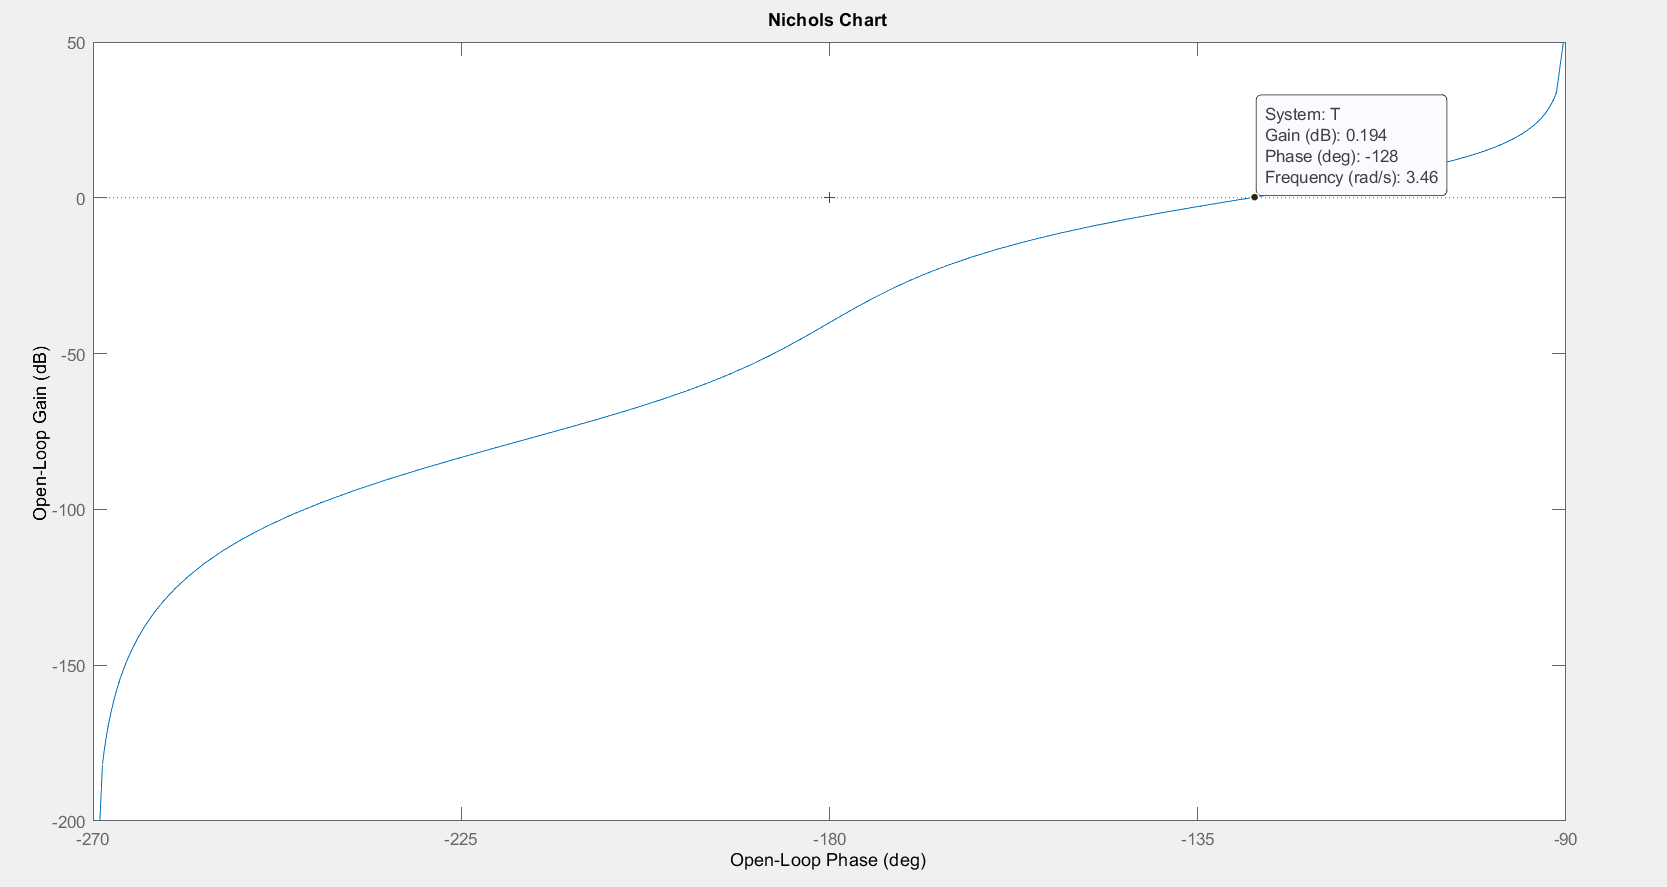 Nichols Chart
50
0
-50
-100
-150
-200
Open-Loop Gain (dB)
System: T
Gain (dB): 0.194
Phase (deg): -128
Frequency (rad/s): 3.46
-270
-225
-180
-135
-90
Open-Loop Phase (deg)